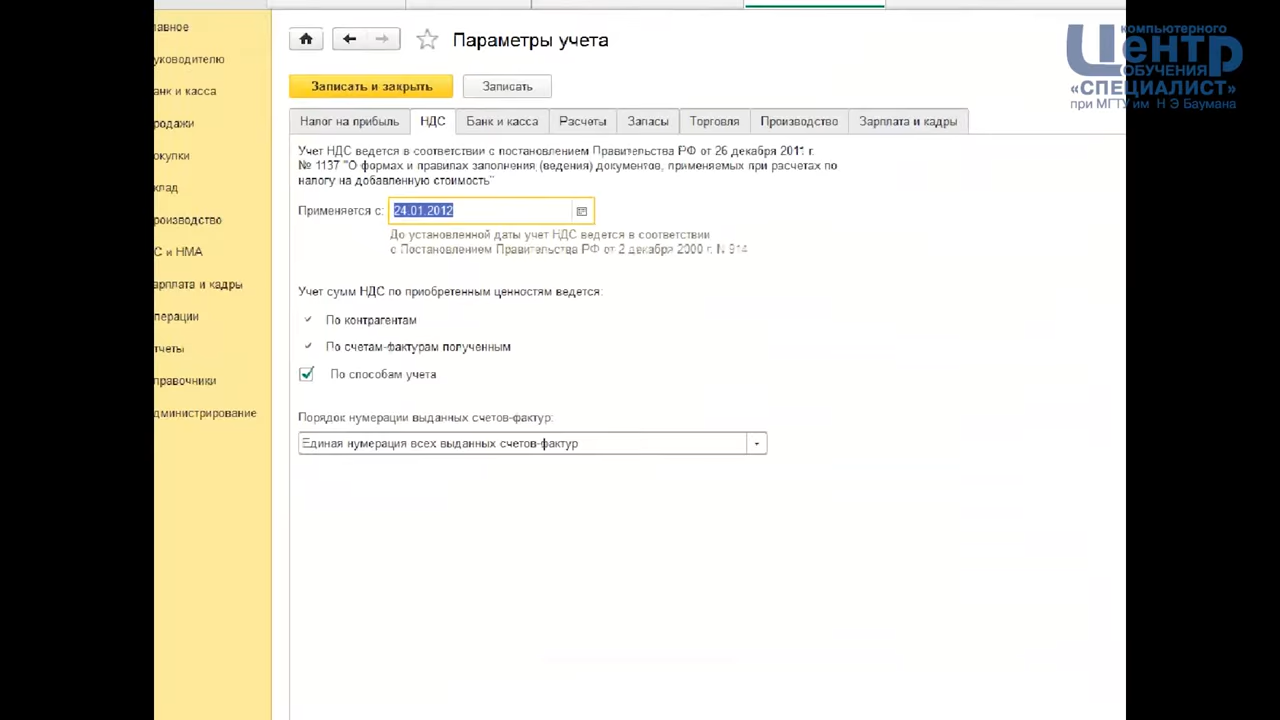 компьютерного
Центр
ОБУЧЕНИЯ
«СПЕЦИАЛИСТ»
при МГТУ им Н Э Баумана
лавное
уководителю
анк и касса
родажи
окупки
клад
роизводство
С и НМА
арплата и кадры
перации
тчеты
правочники
дминистрирование
Параметры учета
Записать и закрыть
Записать
Налог на прибыль
НДС
Банк и касса
Расчеты
Запасы
Торговля
Производство
Зарплата и кадры
Учет НДС ведется в соответствии с постановлением Правительства РФ от 26 декабря 2011 г.
№ 1137 "О формах и правилах заполнения (ведения) документов, применяемых при расчетах по
налогу на добавленную стоимость"
Применяется с: 24.01.2012
До установленной даты учет НДС ведется в соответствии
с Постановлением Правительства РФ от 2 декабря 2000 г. N 914
Учет сумм НДС по приобретенным ценностям ведется:
По контрагентам
По счетам-фактурам полученным
По способам учета
Порядок нумерации выданных счетов-фактур:
Единая нумерация всех выданных счетов-фактур